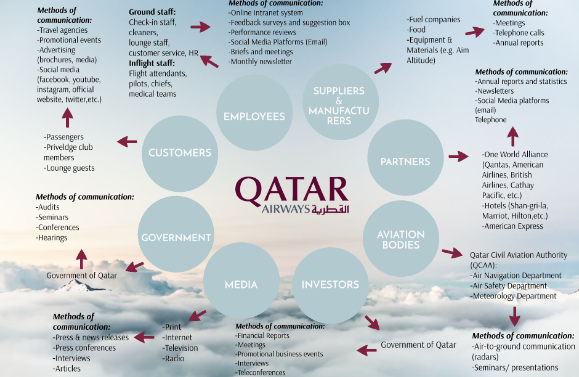 Methods of
communication:
-Travel agencies
-Promotional events
-Advertising
(brochures, media)
-Social media
(facebook, youtube,
instagram, official
website, twitter,etc.)
-Passengers
-Priveldge club
members
-Lounge guests
CUSTOMERS
Ground staff:
Check-in staff,
cleaners,
lounge staff,
customer service, HR
Inflight staff:
Flight attendants,
pilots, chiefs,
medical teams
Methods of communication:
-Online Intranet system
-Feedback surveys and suggestion box
-Performance reviews
-Social Media Platforms (Email)
-Briefs and meetings
-Monthly newsletter
EMPLOYEES
SUPPLIERS
&
MANUFACTU
RERS
-Fuel companies
-Food
-Equipment &
Materials (e.g. Aim
Altitude)
Methods of
communication:
-Meetings
-Telephone calls
-Annual reports
Methods of communication:
-Annual reports and statistics
-Newsletters
-Social Media platforms
(email)
Telephone
PARTNERS
-One World Alliance
(Qantas, American
Airlines, British
Airlines, Cathay
Pacific, etc.)
-Hotels (Shan-gri-la,
Marriot, Hilton,etc.)
-American Express
QATAR
AIRWAYS القطرية
Methods of communication:
-Audits
-Seminars
-Conferences
-Hearings
GOVERNMENT
Government of Qatar
AVIATION
BODIES
Qatar Civil Aviation Authority
(QCAA):
-Air Navigation Department
-Air Safety Department
-Meteorology Department
Methods of communication:
-Air-to-ground communication
(radars)
-Seminars/ presentations
MEDIA
-Print
-Internet
-Television
-Radio
Methods of
communication:
-Press & news releases
-Press conferences
-Interviews
-Articles
INVESTORS
Government of Qatar
Methods of communication:
-Financial Reports
-Meetings
-Promotional business events
-Interviews
-Teleconferences